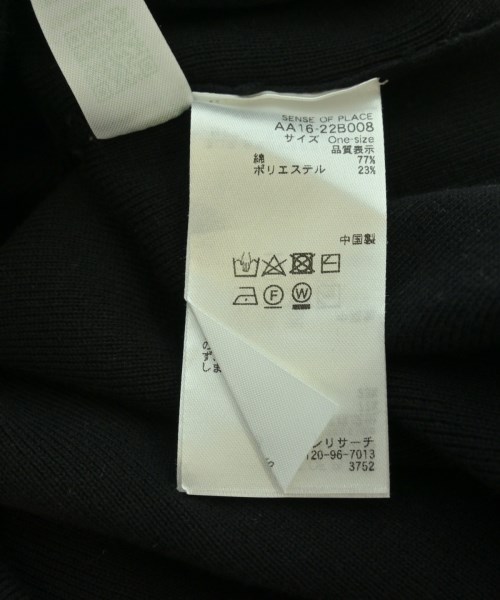 SENSE OF PLACE
AA16-22B008
サイズ One-size
品質表示
綿 77%
ポリエステル 23%
中国製
F W
ンリサーチ
120-96-7013
3752